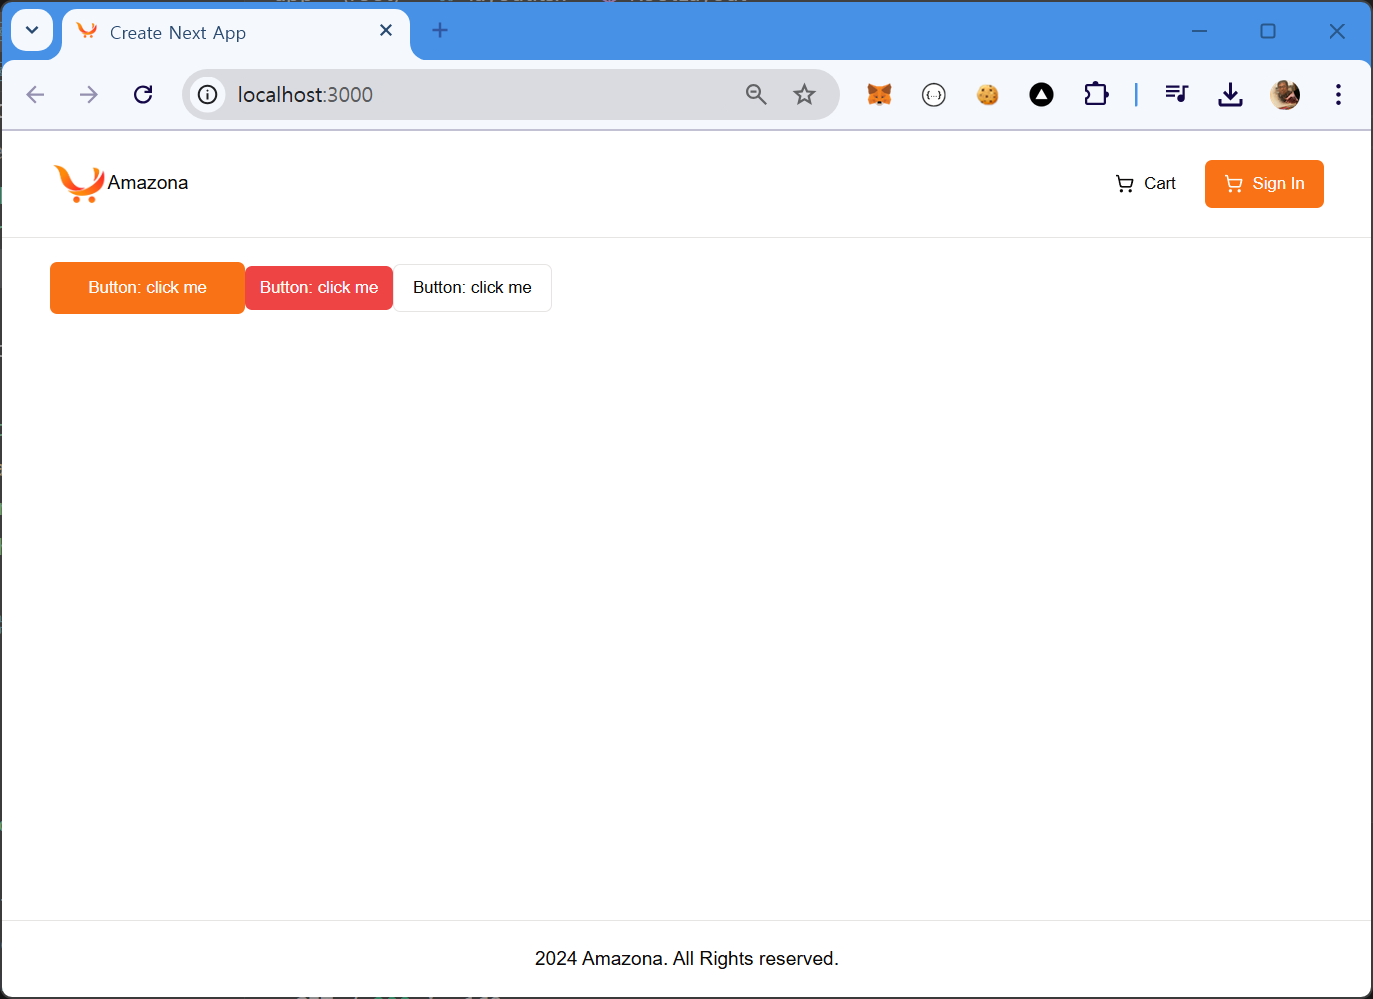 Create Next App
localhost:3000
Amazona
Cart
Sign In
Button: click me
Button: click me
Button: click me
2024 Amazona. All Rights reserved.